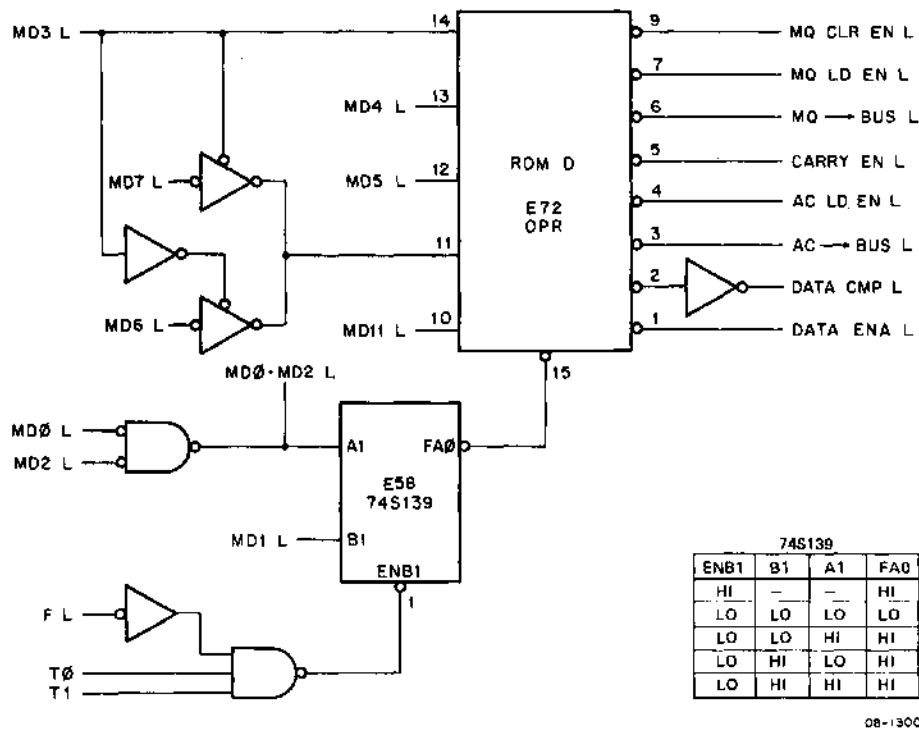 MD3 L
14
9
MQ CLR EN L
7
MQ LD EN L
MD4 L
13
6
MQ → BUS L
ROM D
5
CARRY EN L
MD7 L
MD5 L
12
E72
OPR
4
AC LD EN L
11
3
AC → BUS L
2
DATA CMP L
MD6 L
MD11 L
10
1
DATA ENA L
15
MDØ·MD2 L
MDØ L
MD2 L
A1
FAØ
E58
74S139
MD1 L
B1
ENB1
1
F L
TØ
T1
74S139
ENB1 B1 A1 FA0
HI – – HI
LO LO LO LO
LO LO HI HI
LO HI LO HI
LO HI HI HI
08-1300